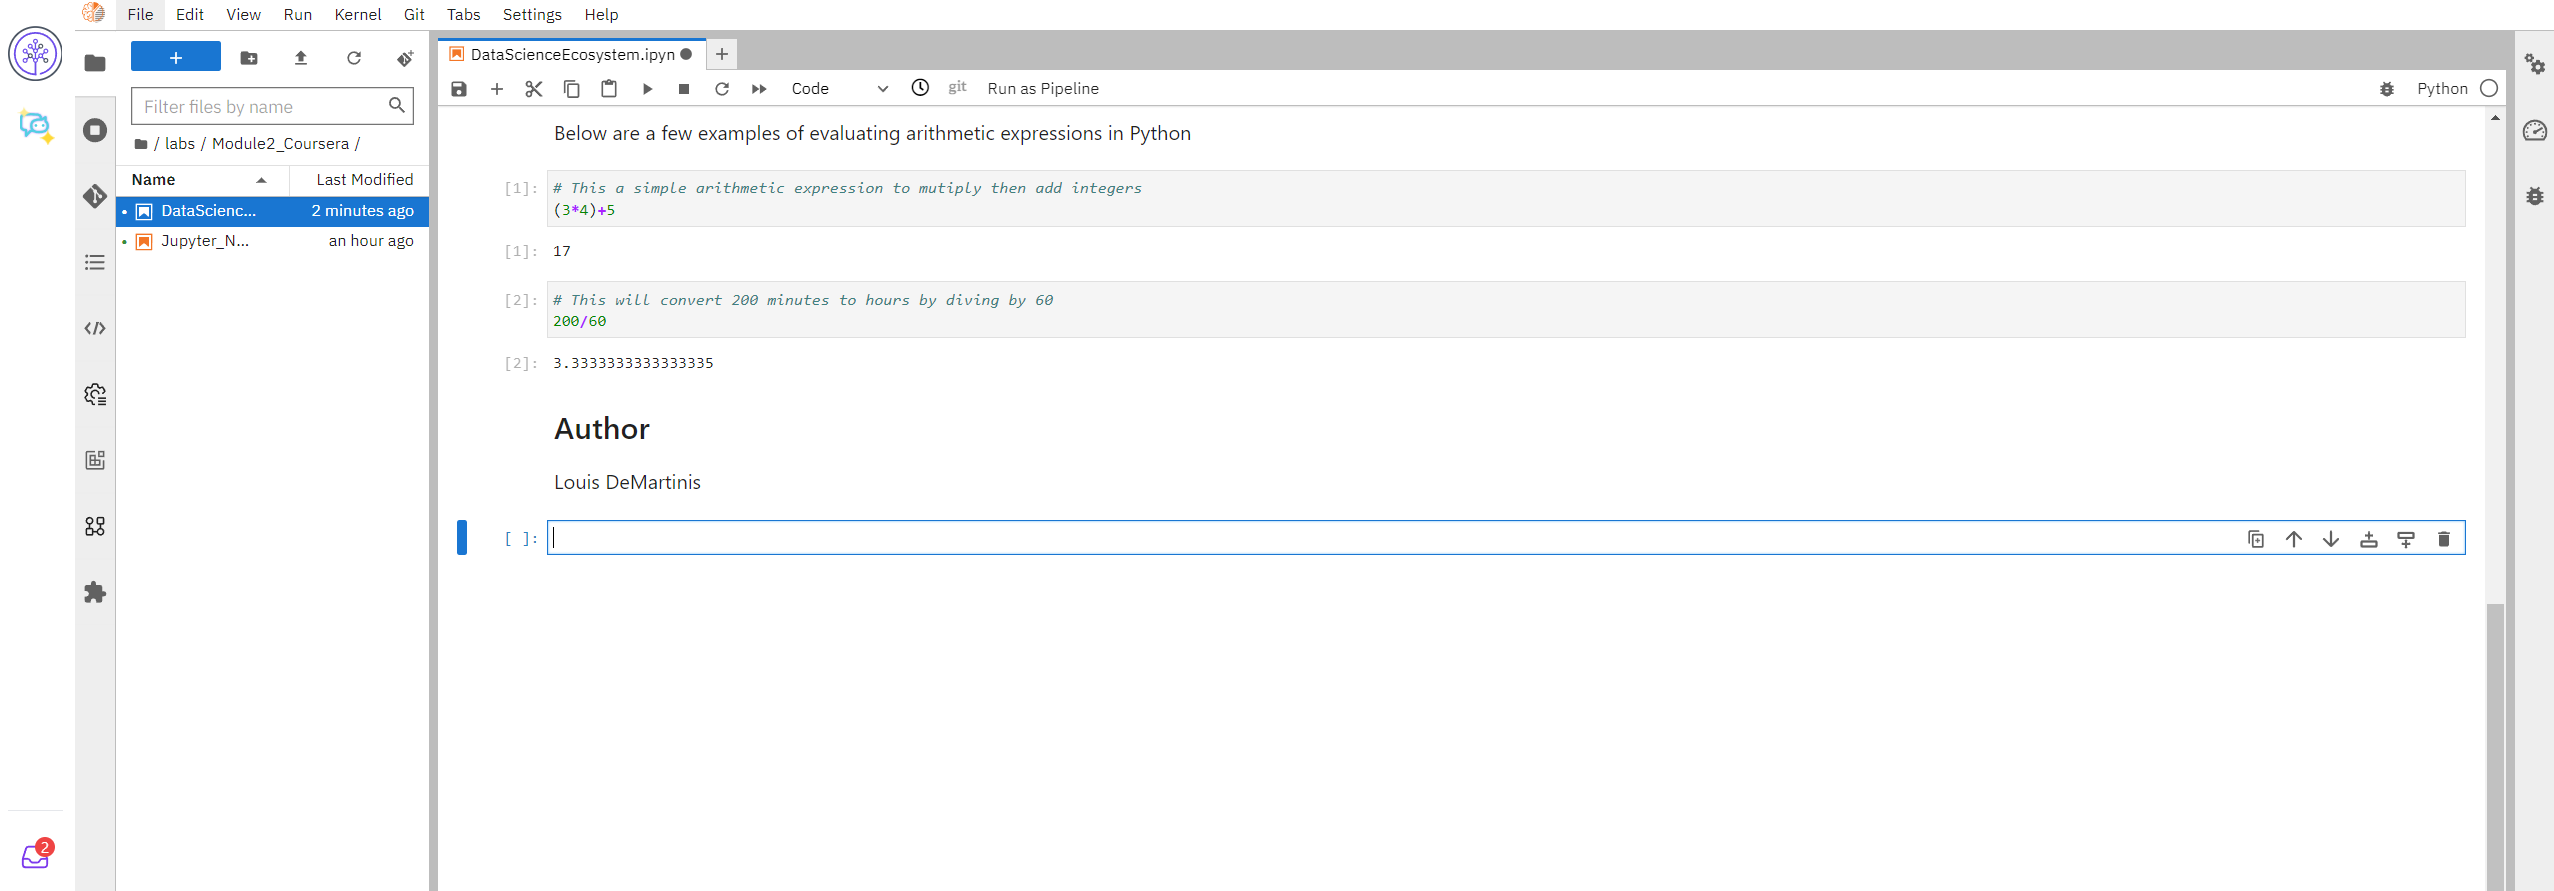 File Edit View Run Kernel Git Tabs Settings Help
+
Filter files by name
/ labs / Module2_Coursera /
Name Last Modified
DataScienc... 2 minutes ago
Jupyter_N... an hour ago
2
DataScienceEcosystem.ipyn
Code git Run as Pipeline Python
Below are a few examples of evaluating arithmetic expressions in Python
[1]: # This a simple arithmetic expression to mutiply then add integers
(3*4)+5
[1]: 17
[2]: # This will convert 200 minutes to hours by diving by 60
200/60
[2]: 3.3333333333333335
Author
Louis DeMartinis
[ ]: